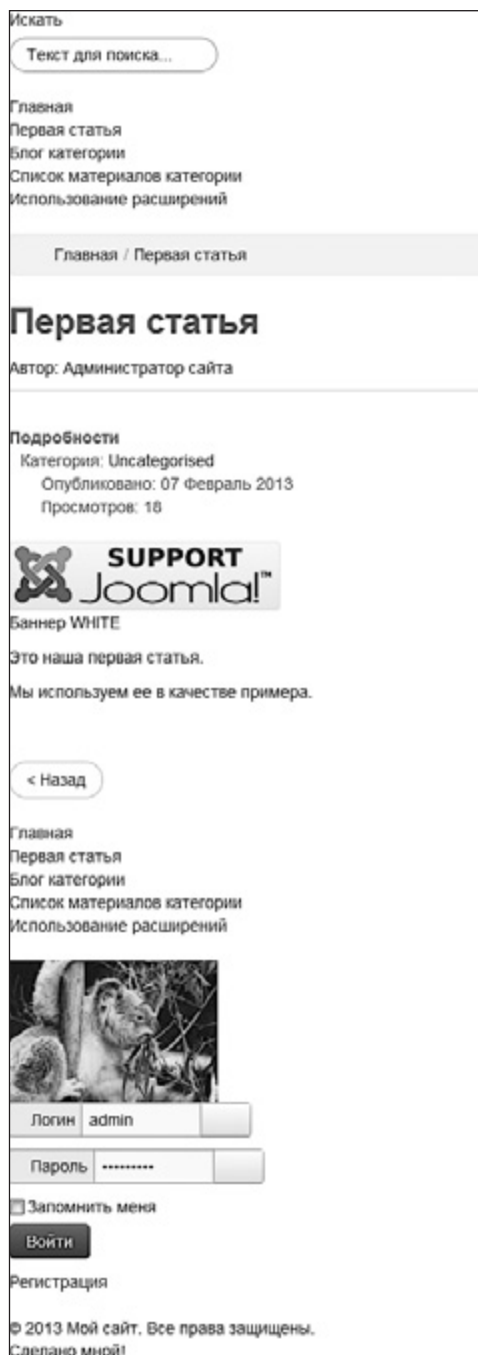 Искать
Текст для поиска...
Главная
Первая статья
Блог категории
Список материалов категории
Использование расширений
Главная / Первая статья
Первая статья
Автор: Администратор сайта
Подробности
Категория: Uncategorised
Опубликовано: 07 Февраль 2013
Просмотров: 18
SUPPORT
Joomla!™
Баннер WHITE
Это наша первая статья.
Мы используем ее в качестве примера.
< Назад
Главная
Первая статья
Блог категории
Список материалов категории
Использование расширений
Логин admin
Пароль •••••••••
Запомнить меня
Войти
Регистрация
© 2013 Мой сайт. Все права защищены.
Сделано мной!